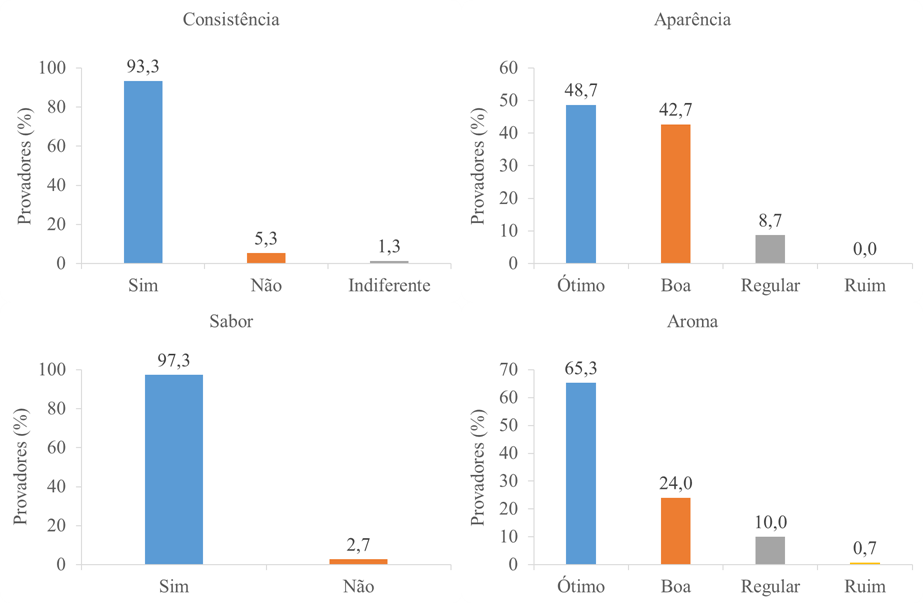 Consistência
Provadores (%)
100
80
60
40
20
0
93,3
5,3
1,3
Sim
Não
Indiferente
Aparência
Provadores (%)
60
50
40
30
20
10
0
48,7
42,7
8,7
0,0
Ótimo
Boa
Regular
Ruim
Sabor
Provadores (%)
100
80
60
40
20
0
97,3
2,7
Sim
Não
Aroma
Provadores (%)
70
60
50
40
30
20
10
0
65,3
24,0
10,0
0,7
Ótimo
Boa
Regular
Ruim